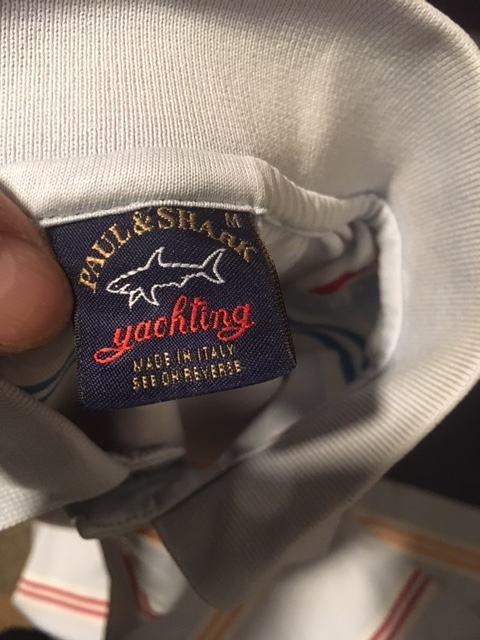 M
PAUL & SHARK
yachting
MADE IN ITALY
SEE ON REVERSE